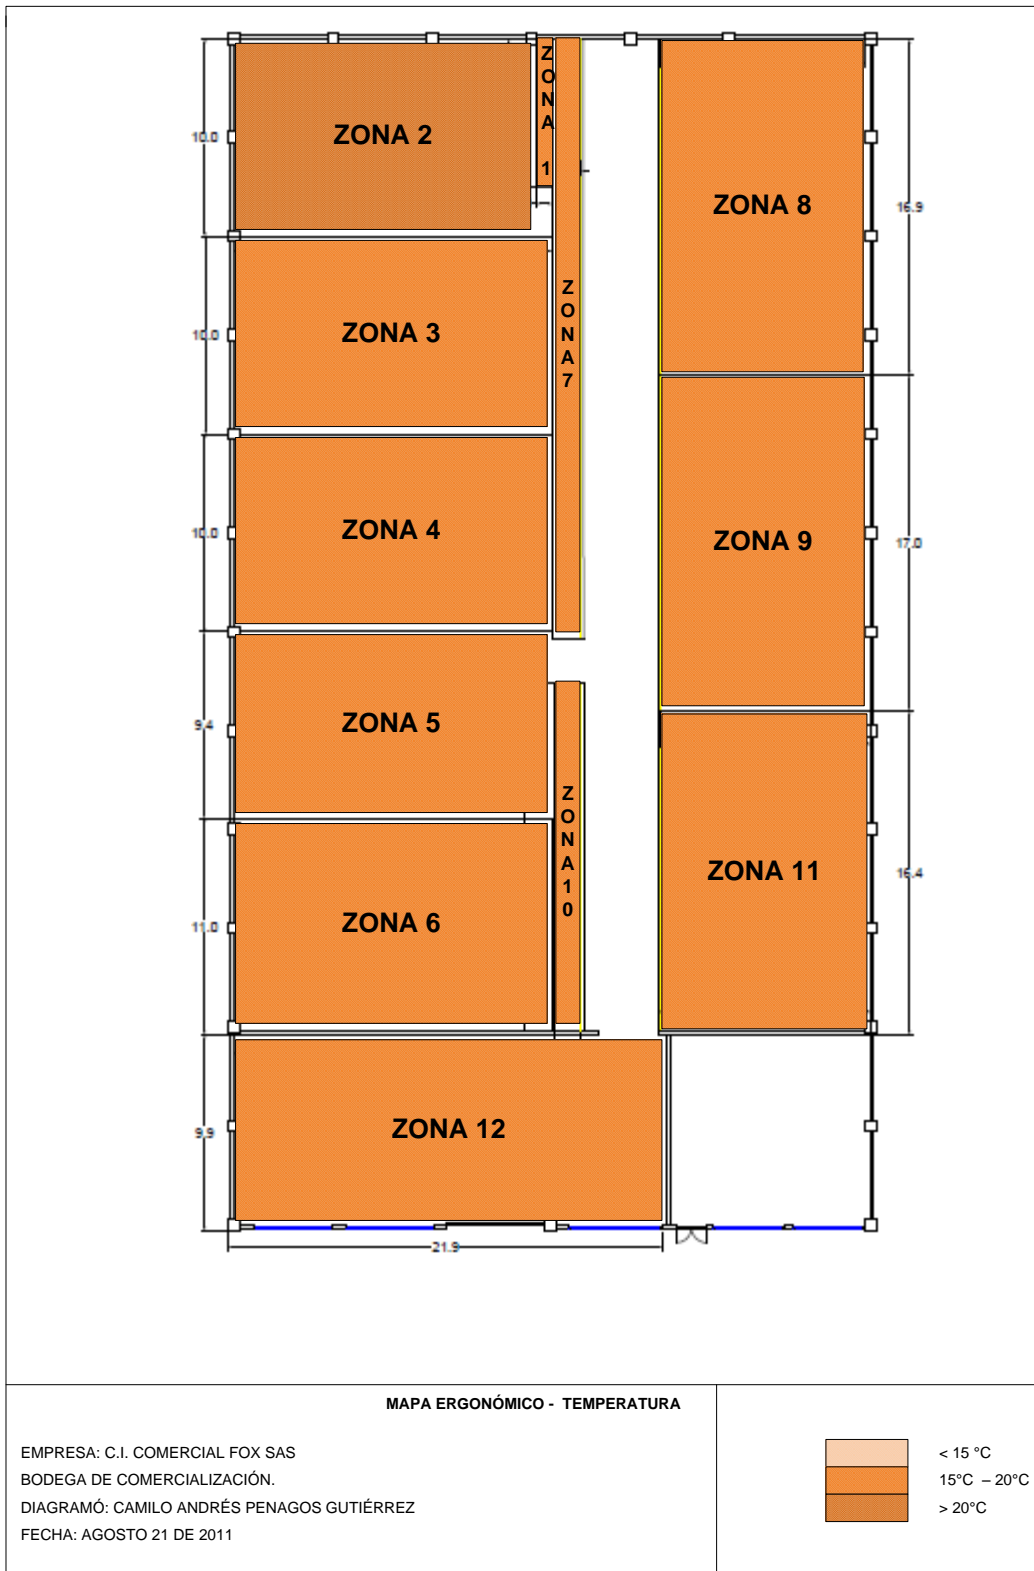 ZONA 2
ZONA 1
ZONA 8
10.0
16.9
ZONA 3
ZONA7
10.0
ZONA 4
ZONA 9
10.0
17.0
ZONA 5
9.4
ZONA10
ZONA 11
16.4
ZONA 6
11.0
ZONA 12
9.9
21.9
MAPA ERGONÓMICO - TEMPERATURA
EMPRESA: C.I. COMERCIAL FOX SAS
BODEGA DE COMERCIALIZACIÓN.
DIAGRAMÓ: CAMILO ANDRÉS PENAGOS GUTIÉRREZ
FECHA: AGOSTO 21 DE 2011
< 15 °C
15°C – 20°C
> 20°C